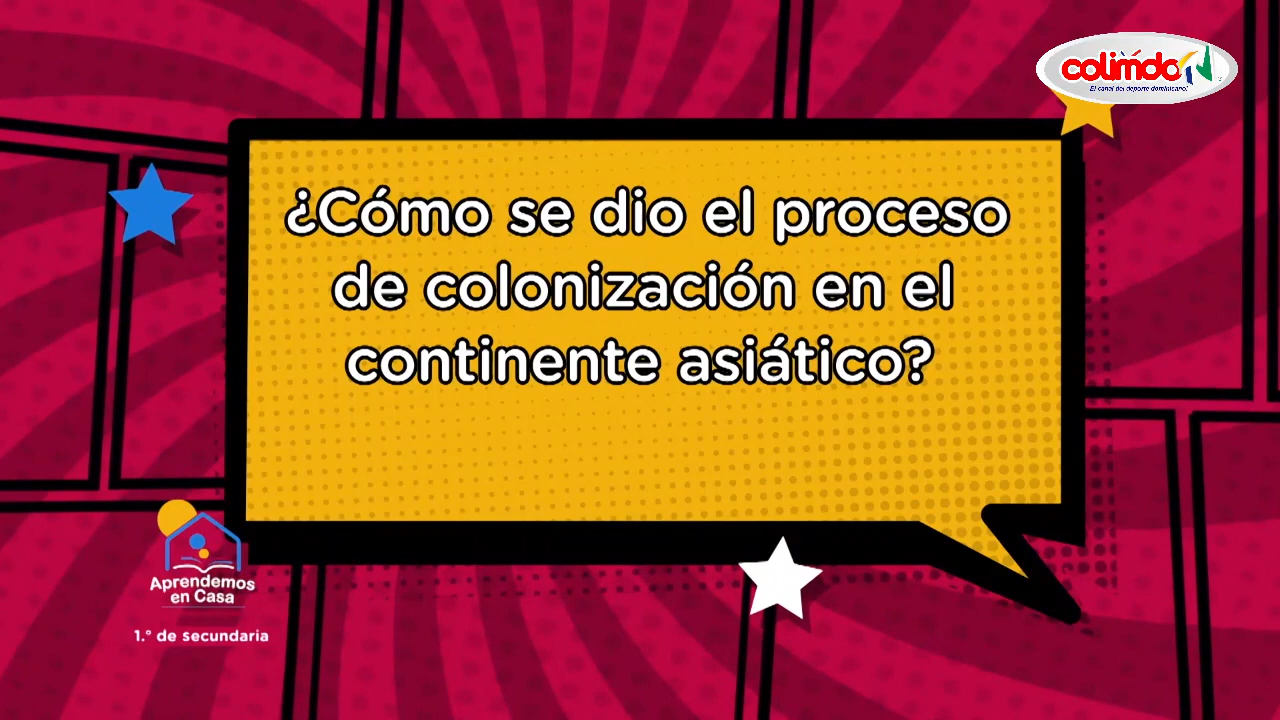 colimdo
El canal del deporte dominicano!
¿Cómo se dio el proceso
de colonización en el
continente asiático?
Aprendemos
en Casa
1.° de secundaria